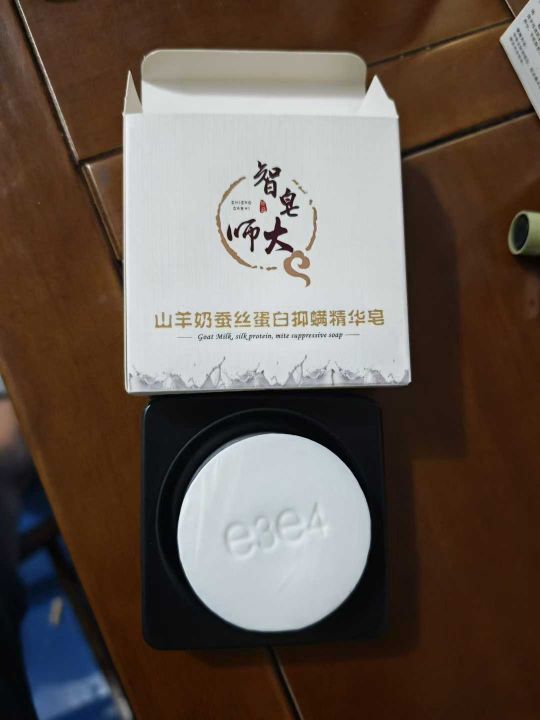 智皂
大师
山羊奶蚕丝蛋白抑螨精华皂
Goat Milk, silk protein, mite suppressive soap
e3e4